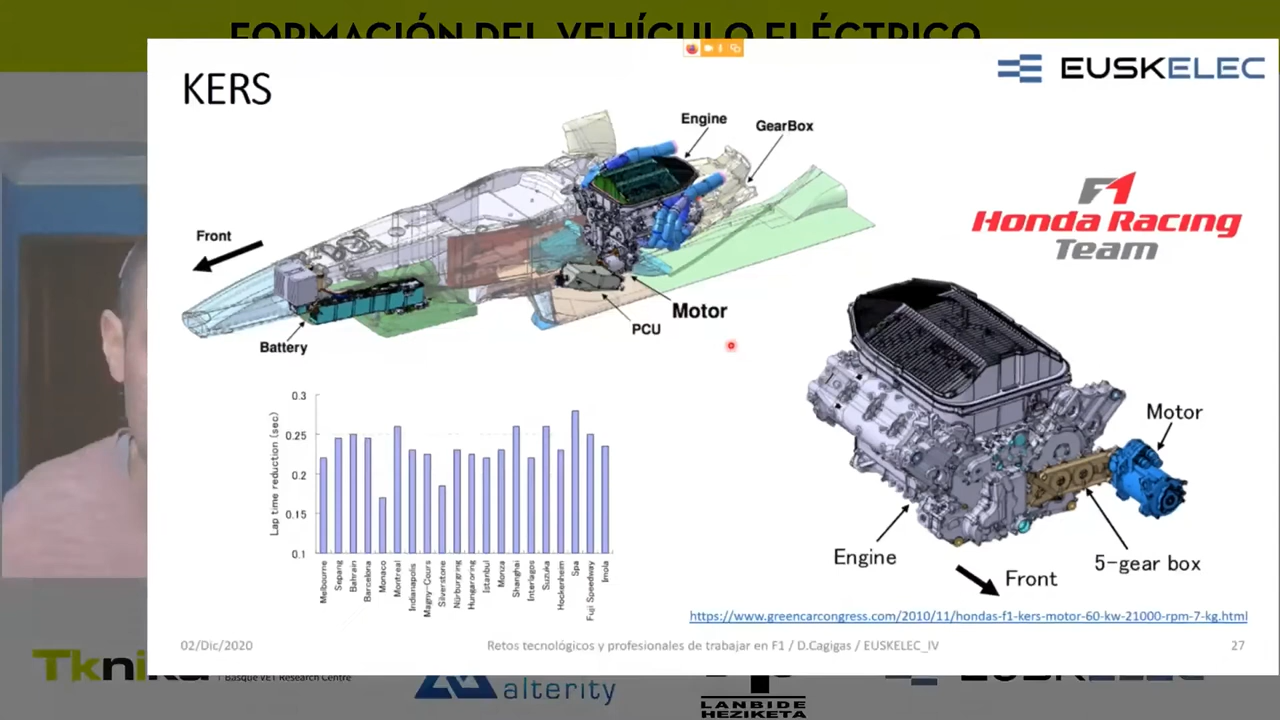 FORMACIÓN DEL VEHÍCULO ELÉCTRICO
KERS
EUSKELEC
Engine
GearBox
Front
Motor
PCU
Battery
F1
Honda Racing
Team
Lap time reduction (sec)
0.3
0.25
0.2
0.15
0.1
Melbourne
Sepang
Bahrain
Barcelona
Monaco
Montreal
Indianapolis
Magny-Cours
Silverstone
Nürburgring
Hungaroring
Istanbul
Monza
Shanghai
Interlagos
Suzuka
Hockenheim
Spa
Fuji Speedway
Imola
Motor
Engine
5-gear box
Front
https://www.greencarcongress.com/2010/11/hondas-f1-kers-motor-60-kw-21000-rpm-7-kg.html
02/Dic/2020
Retos tecnológicos y profesionales de trabajar en F1 / D.Cagigas / EUSKELEC_IV
27
Tknika
Basque VET Research Centre
alterity
LANBIDE
HEZIKETA